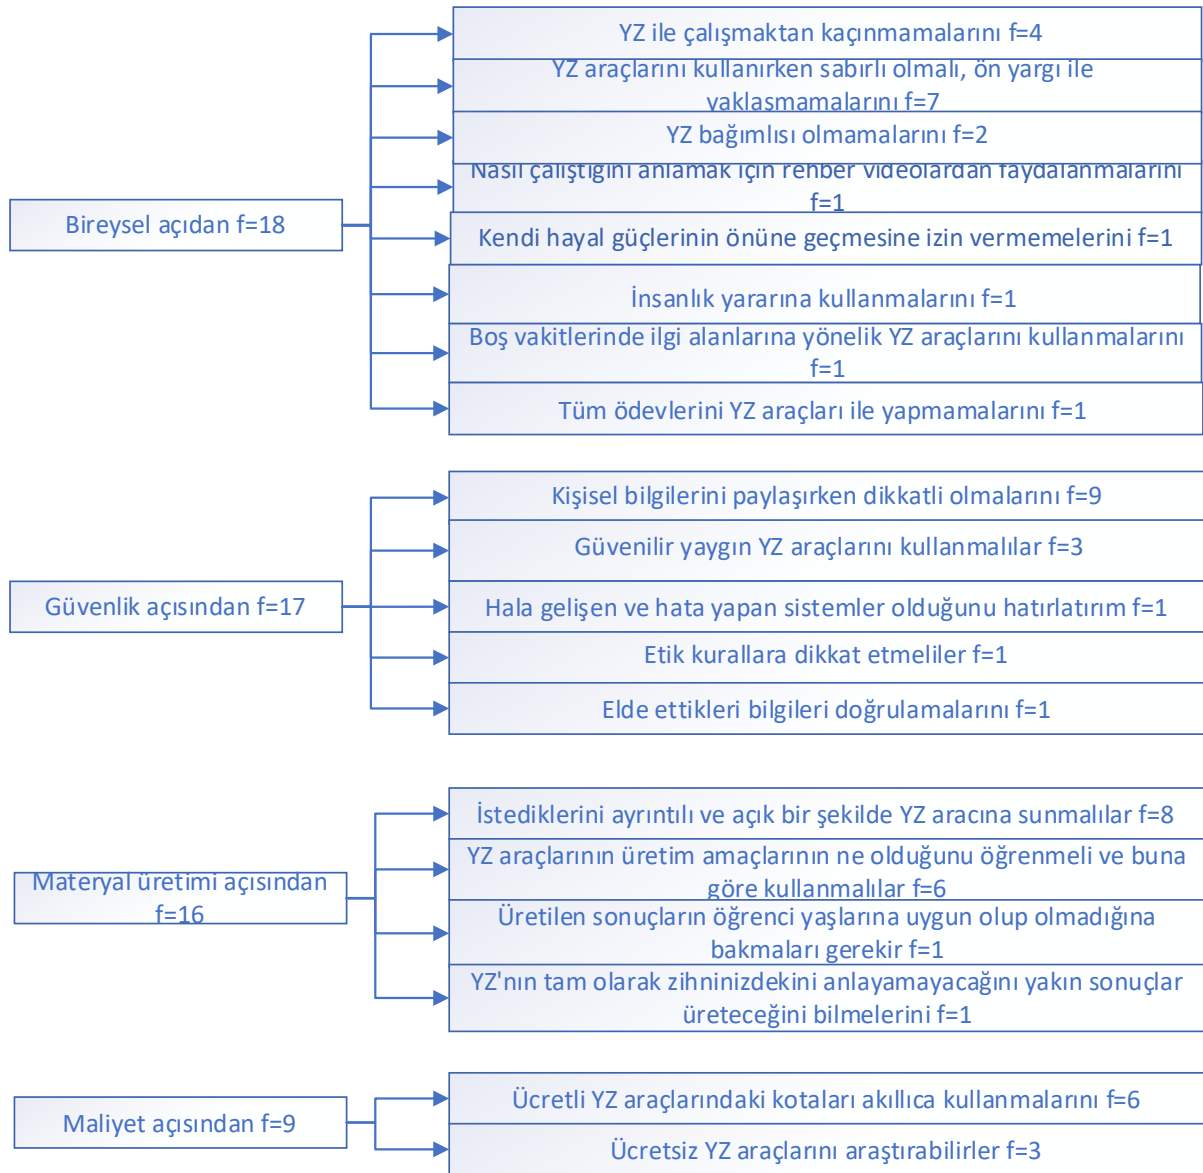 Bireysel açıdan f=18
YZ ile çalışmaktan kaçınmamalarını f=4
YZ araçlarını kullanırken sabırlı olmalı, ön yargı ile
yaklaşmamalarını f=7
YZ bağımlısı olmamalarını f=2
Nasıl çalıştığını anlamak için rehber videolardan faydalanmalarını
f=1
Kendi hayal güçlerinin önüne geçmesine izin vermemelerini f=1
İnsanlık yararına kullanmalarını f=1
Boş vakitlerinde ilgi alanlarına yönelik YZ araçlarını kullanmalarını
f=1
Tüm ödevlerini YZ araçları ile yapmamalarını f=1
Güvenlik açısından f=17
Kişisel bilgilerini paylaşırken dikkatli olmalarını f=9
Güvenilir yaygın YZ araçlarını kullanmalılar f=3
Hala gelişen ve hata yapan sistemler olduğunu hatırlatırım f=1
Etik kurallara dikkat etmeliler f=1
Elde ettikleri bilgileri doğrulamalarını f=1
Materyal üretimi açısından
f=16
İstediklerini ayrıntılı ve açık bir şekilde YZ aracına sunmalılar f=8
YZ araçlarının üretim amaçlarının ne olduğunu öğrenmeli ve buna
göre kullanmalılar f=6
Üretilen sonuçların öğrenci yaşlarına uygun olup olmadığına
bakmaları gerekir f=1
YZ'nın tam olarak zihninizdekini anlayamayacağını yakın sonuçlar
üreteceğini bilmelerini f=1
Maliyet açısından f=9
Ücretli YZ araçlarındaki kotaları akıllıca kullanmalarını f=6
Ücretsiz YZ araçlarını araştırabilirler f=3